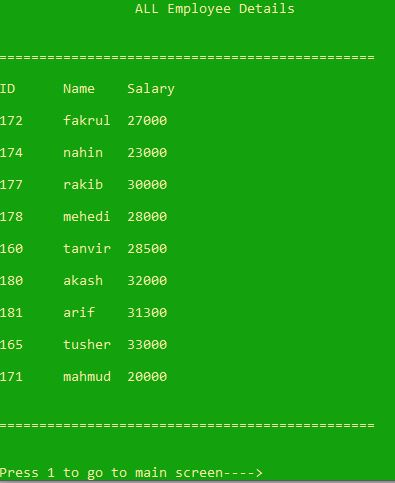 ALL Employee Details
===============================================
ID Name Salary
172 fakrul 27000
174 nahin 23000
177 rakib 30000
178 mehedi 28000
160 tanvir 28500
180 akash 32000
181 arif 31300
165 tusher 33000
171 mahmud 20000
===============================================
Press 1 to go to main screen---->